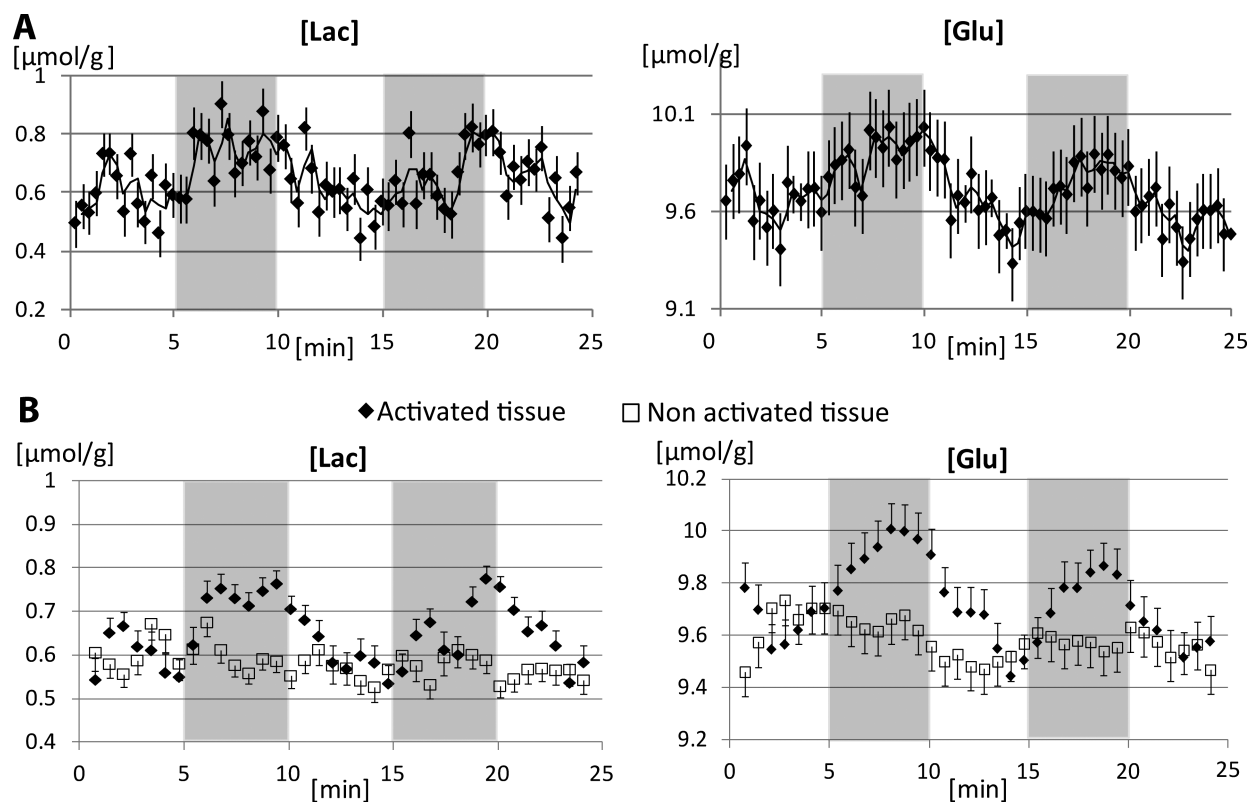 A
[Lac]
[μmol/g]
1
0.8
0.6
0.4
0.2
0 5 10 15 20 25
[min]
[Glu]
[μmol/g]
10.1
9.6
9.1
0 5 10 15 20 25
[min]
B
Activated tissue
Non activated tissue
[μmol/g]
[Lac]
1
0.9
0.8
0.7
0.6
0.5
0.4
0 5 10 15 20 25
[min]
[μmol/g]
[Glu]
10.2
10
9.8
9.6
9.4
9.2
0 5 10 15 20 25
[min]